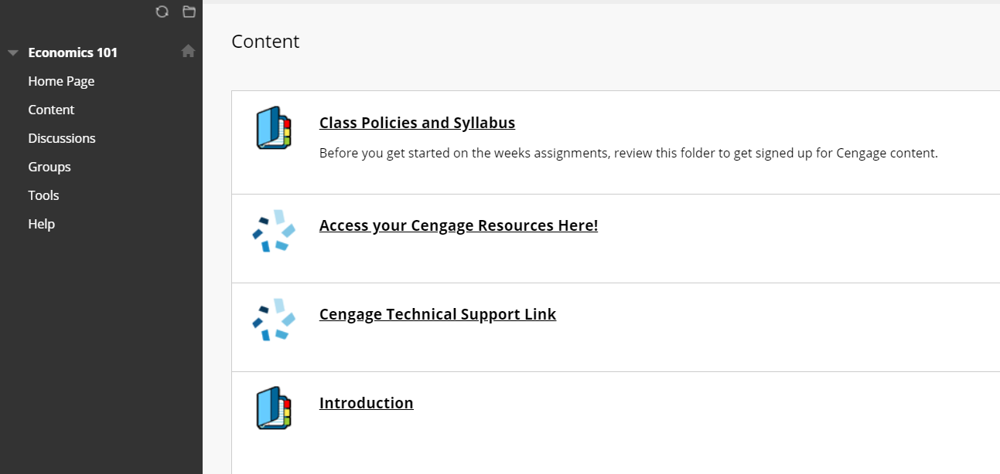 Economics 101
Home Page
Content
Discussions
Groups
Tools
Help
Content
Class Policies and Syllabus
Before you get started on the weeks assignments, review this folder to get signed up for Cengage content.
Access your Cengage Resources Here!
Cengage Technical Support Link
Introduction